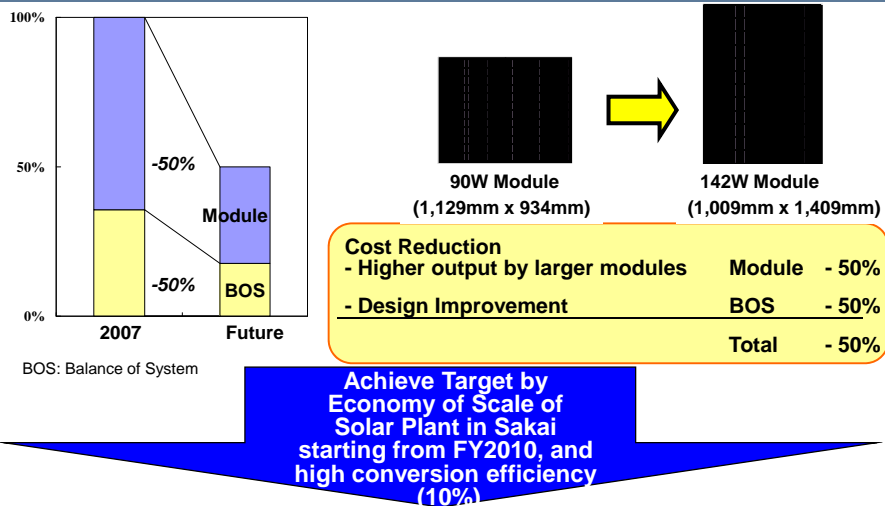 100%
50%
0%
-50%
-50%
Module
BOS
2007
Future
BOS: Balance of System
90W Module
(1,129mm x 934mm)
142W Module
(1,009mm x 1,409mm)
Cost Reduction
- Higher output by larger modules Module - 50%
- Design Improvement BOS - 50%
Total - 50%
Achieve Target by
Economy of Scale of
Solar Plant in Sakai
starting from FY2010, and
high conversion efficiency
(10%)